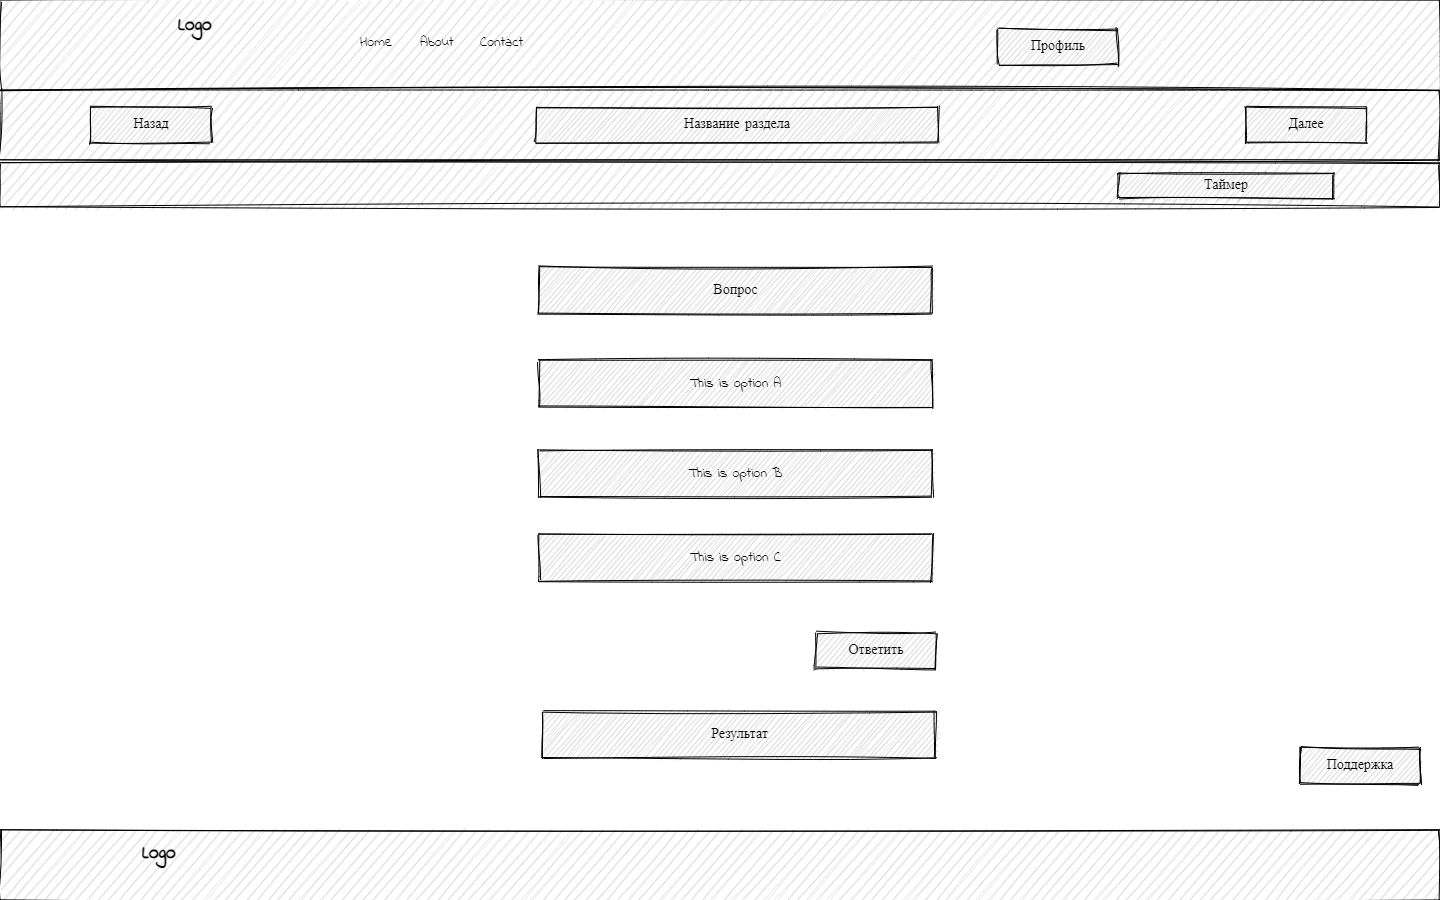 Logo
Home About Contact
Профиль
Назад
Название раздела
Далее
Таймер
Вопрос
This is option A
This is option B
This is option C
Ответить
Результат
Поддержка
Logo